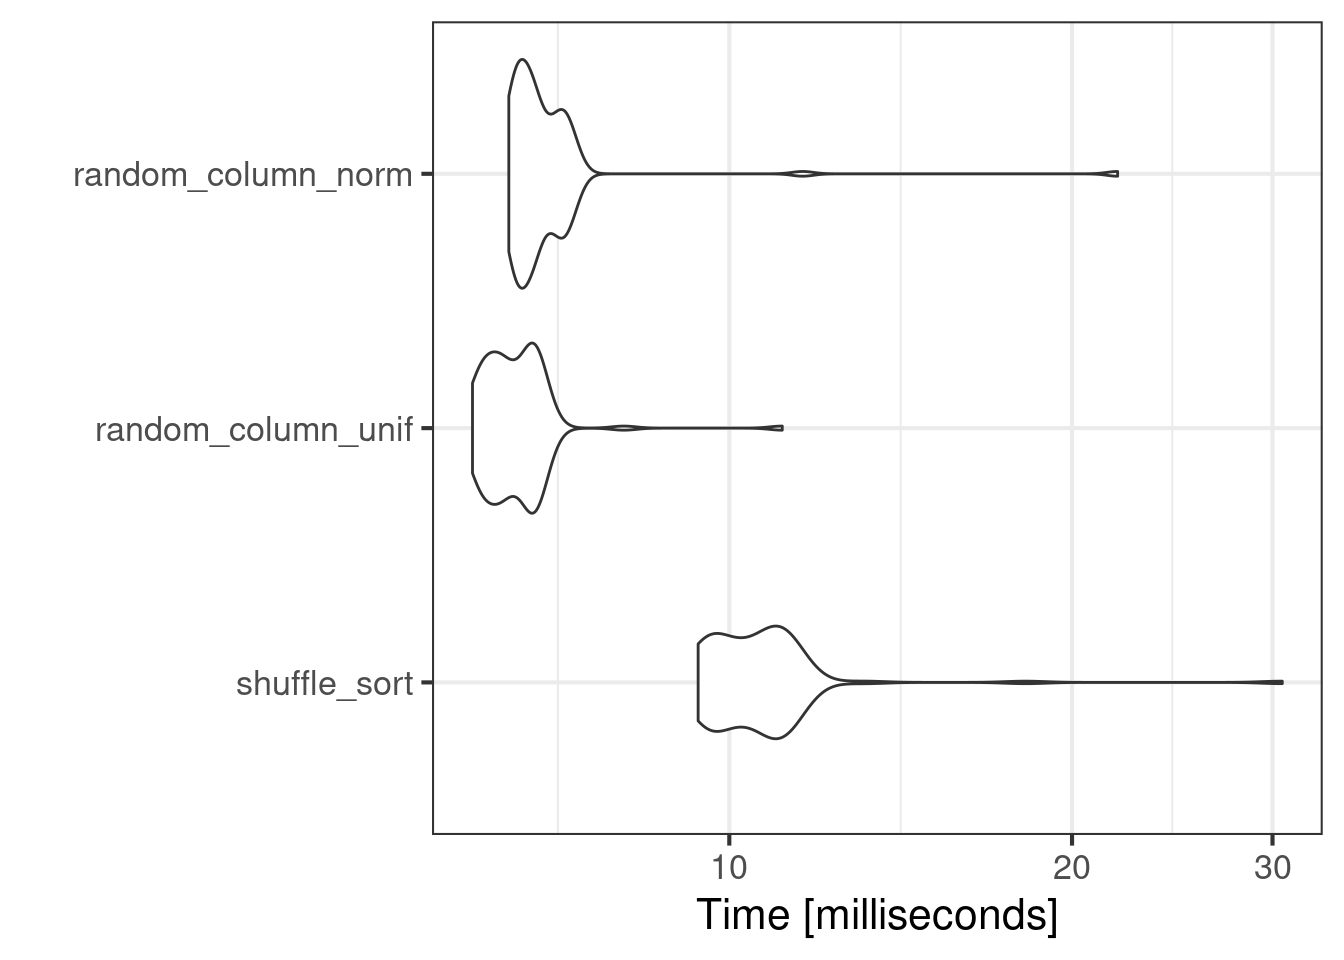 random_column_norm
random_column_unif
shuffle_sort
10 20 30
Time [milliseconds]